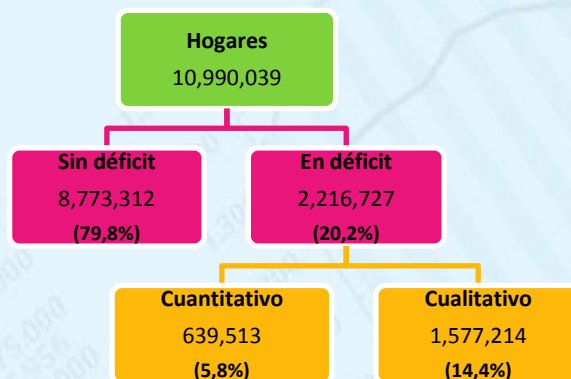 Hogares
10,990,039
Sin déficit
8,773,312
(79,8%)
En déficit
2,216,727
(20,2%)
Cuantitativo
639,513
(5,8%)
Cualitativo
1,577,214
(14,4%)